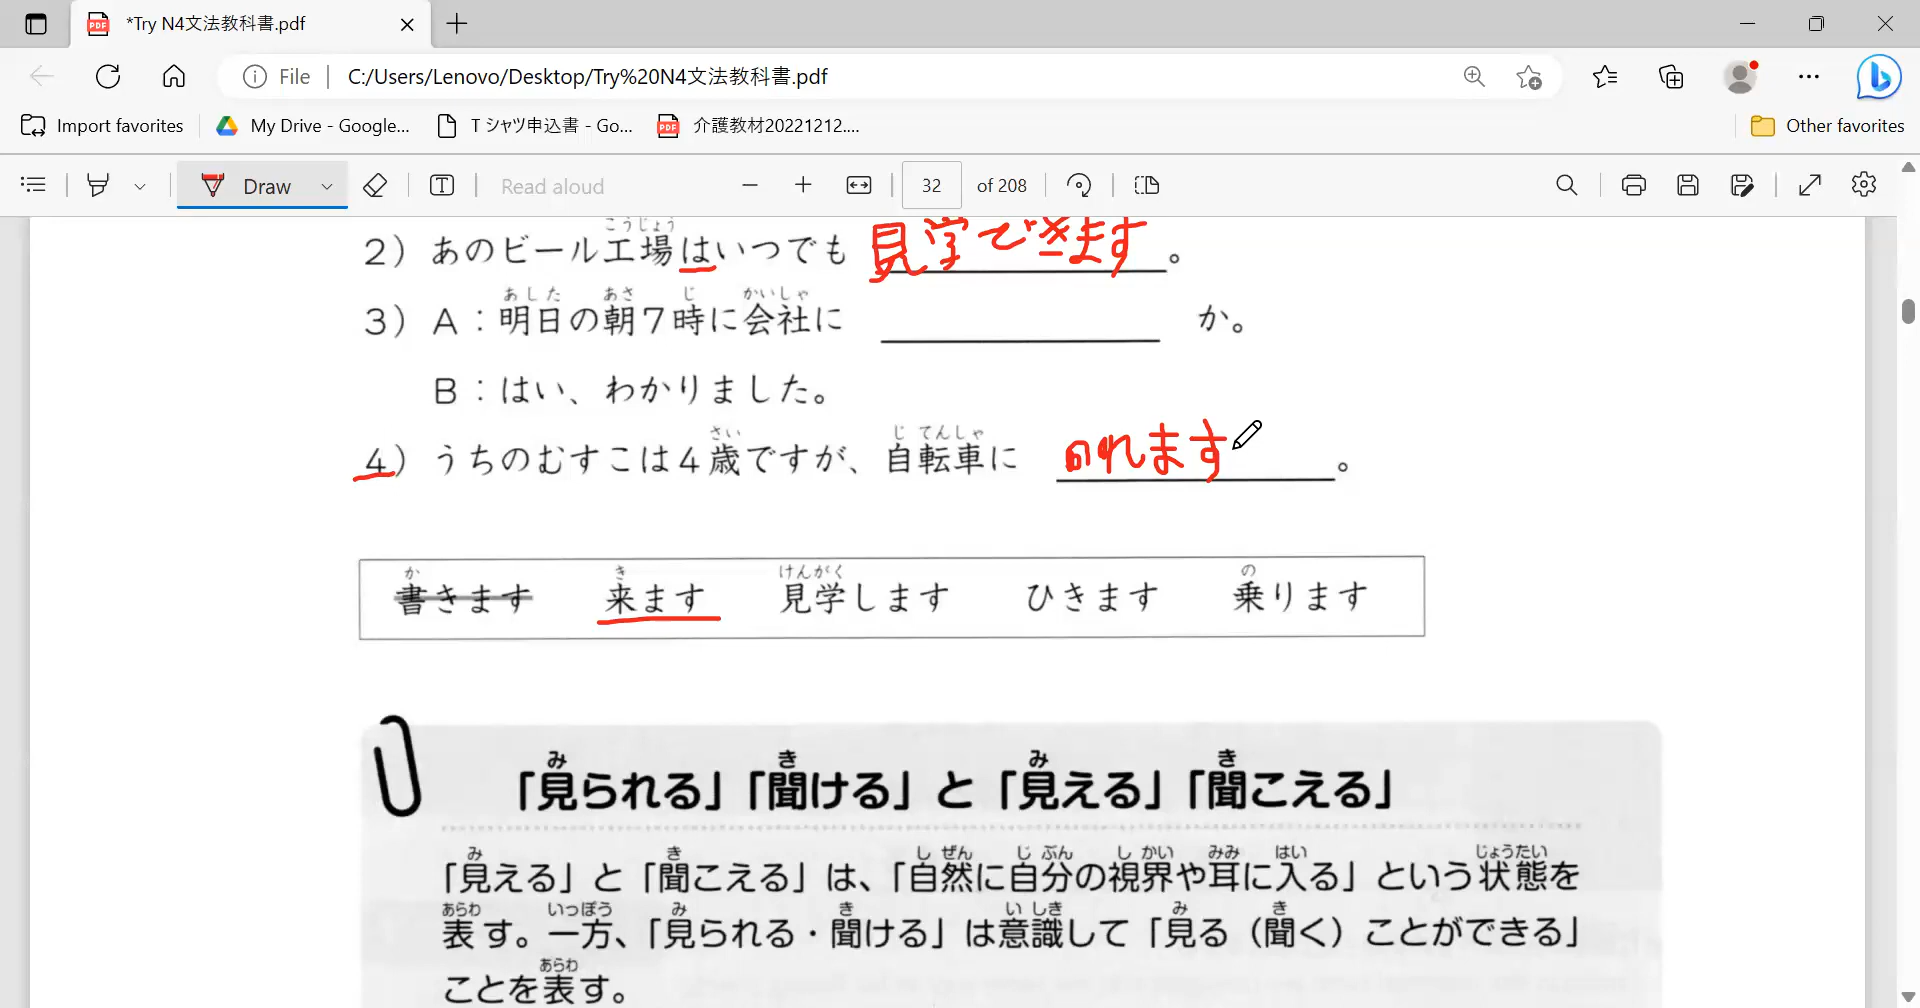 *Try N4文法教科書.pdf
File C:/Users/Lenovo/Desktop/Try%20N4文法教科書.pdf
Import favorites My Drive - Google... Tシャツ申込書 - Go... 介護教材20221212.... Other favorites
Draw Read aloud 32 of 208
こうじょう
2）あのビール工場はいつでも 見学できます。
あした あさ じ かいしゃ
3）A：明日の朝7時に会社に か。
B：はい、わかりました。
さい じ てんしゃ
4）うちのむすこは4歳ですが、自転車に のれます。
か き けんがく の
書きます 来ます 見学します ひきます 乗ります
み き み き
「見られる」「聞ける」と「見える」「聞こえる」
み き し ぜん じ ぶん し かい みみ はい じょうたい
「見える」と「聞こえる」は、「自然に自分の視界や耳に入る」という状態を
あらわ いっぽう み き い しき み き
表す。一方、「見られる・聞ける」は意識して「見る（聞く）ことができる」
あらわ
ことを表す。